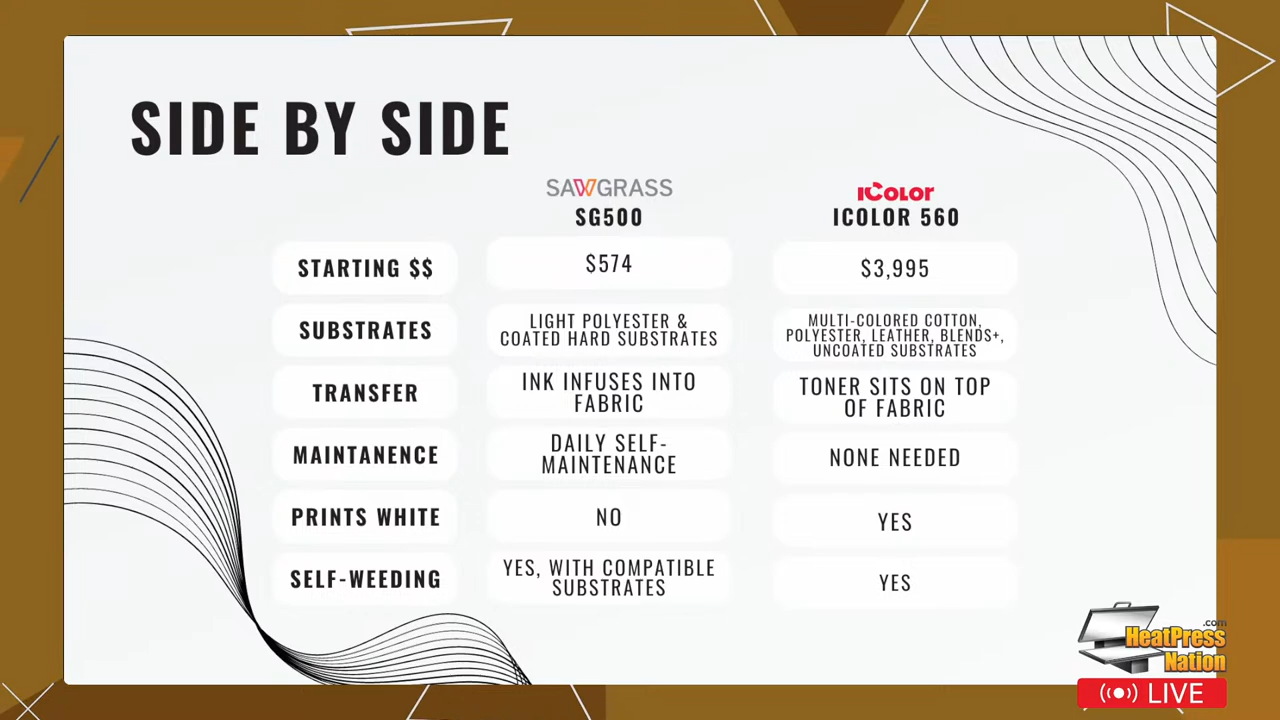 SIDE BY SIDE
SAWGRASS
SG500
ICOLOR
ICOLOR 560
STARTING $$
$574
$3,995
SUBSTRATES
LIGHT POLYESTER &
COATED HARD SUBSTRATES
MULTI-COLORED COTTON,
POLYESTER, LEATHER, BLENDS+,
UNCOATED SUBSTRATES
TRANSFER
INK INFUSES INTO
FABRIC
TONER SITS ON TOP
OF FABRIC
MAINTANENCE
DAILY SELF-
MAINTENANCE
NONE NEEDED
PRINTS WHITE
NO
YES
SELF-WEEDING
YES, WITH COMPATIBLE
SUBSTRATES
YES
.com
HeatPress
Nation
LIVE